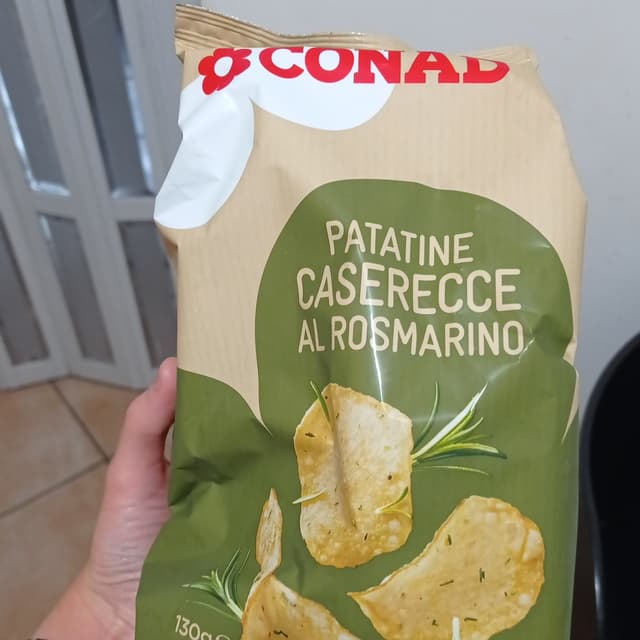 CONAD
PATATINE
CASERECCE
AL ROSMARINO
130g